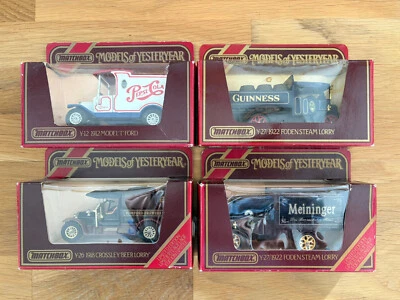 MATCHBOX MODELS OF YESTERYEAR
PEPSI-COLA
MATCHBOX Y-12 1912 MODEL 'T' FORD
MATCHBOX MODELS OF YESTERYEAR
GUINNESS
MATCHBOX Y-27 1922 FODEN STEAM LORRY
MATCHBOX MODELS OF YESTERYEAR
MATCHBOX Y-26 1918 CROSSLEY BEER LORRY
MATCHBOX MODELS OF YESTERYEAR
Meininger
MATCHBOX Y-27 1922 FODEN STEAM LORRY